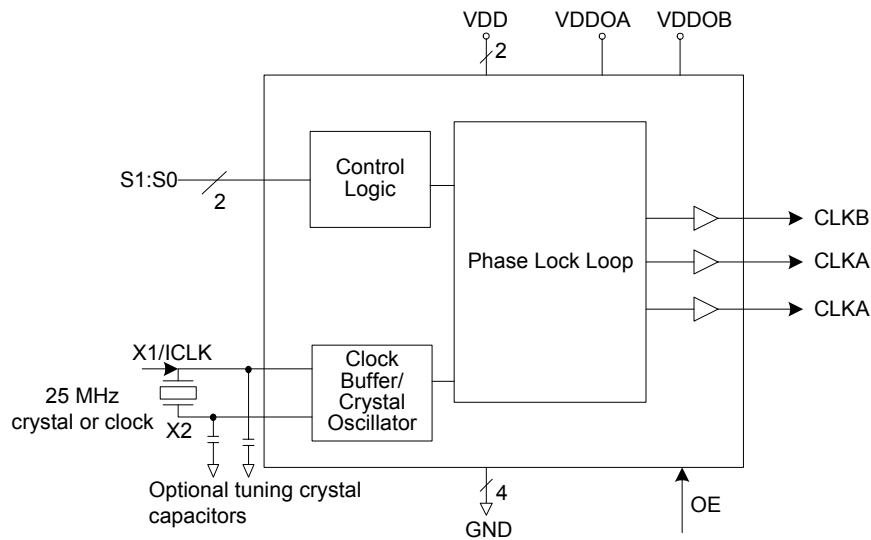 VDD
VDDOA
VDDOB
2
S1:S0
2
Control
Logic
Phase Lock Loop
CLKB
CLKA
CLKA
X1/ICLK
25 MHz
crystal or clock
X2
Clock
Buffer/
Crystal
Oscillator
Optional tuning crystal
capacitors
4
GND
OE